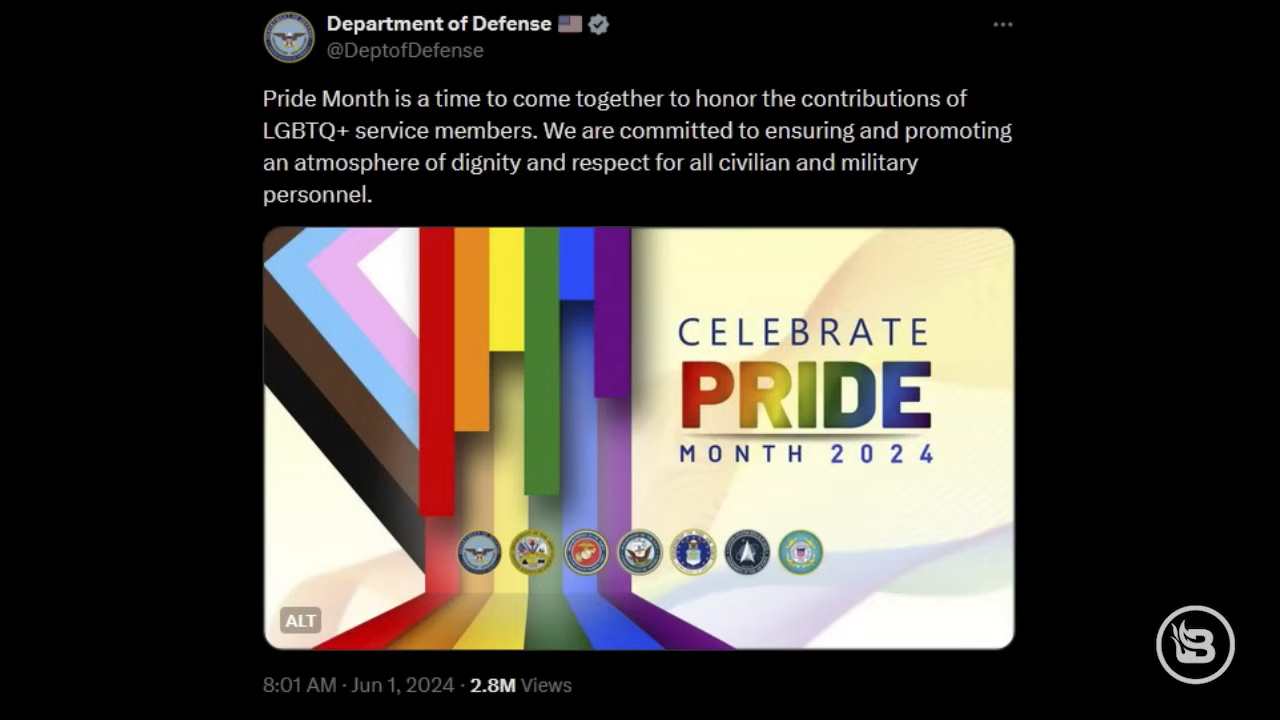 Department of Defense
@DeptofDefense
Pride Month is a time to come together to honor the contributions of
LGBTQ+ service members. We are committed to ensuring and promoting
an atmosphere of dignity and respect for all civilian and military
personnel.
CELEBRATE
PRIDE
MONTH 2024
ALT
8:01 AM · Jun 1, 2024 · 2.8M Views
B